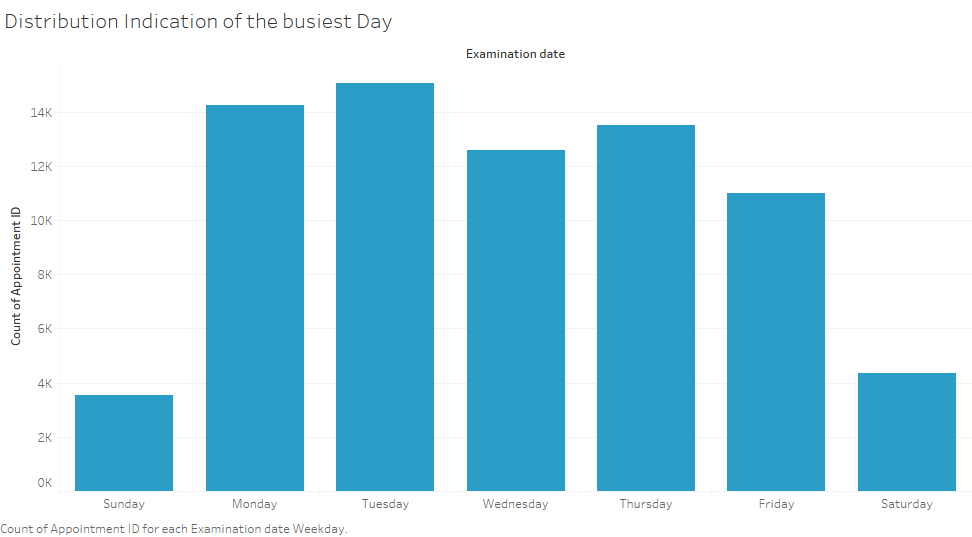 Distribution Indication of the busiest Day
Examination date
Count of Appointment ID
14K
12K
10K
8K
6K
4K
2K
0K
Sunday Monday Tuesday Wednesday Thursday Friday Saturday
Count of Appointment ID for each Examination date Weekday.